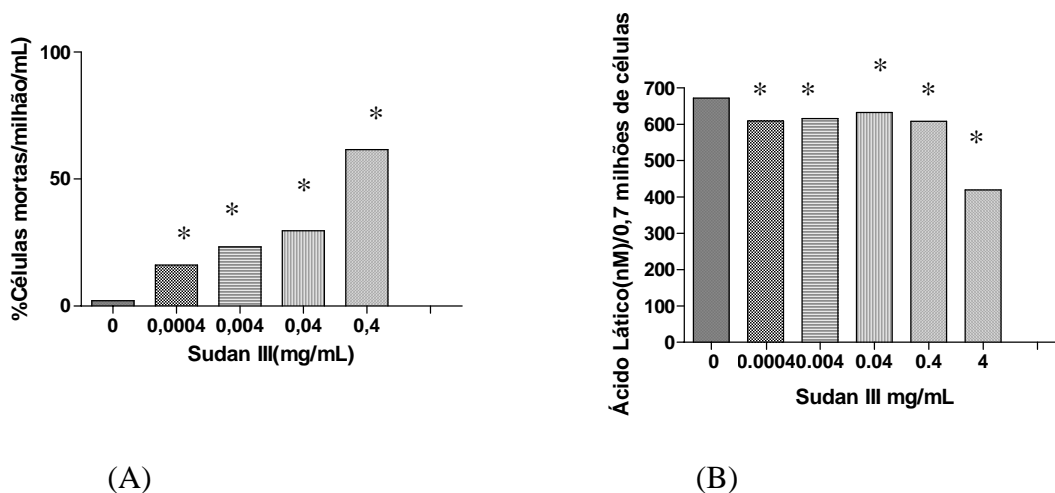 %Células mortas/milhão/mL)
100
50
0
* * * *
0 0,0004 0,004 0,04 0,4
Sudan III(mg/mL)
(A)
Ácido Lático(nM)/0,7 milhões de células
700
600
500
400
300
200
100
0
* * * * *
0 0.0004 0.004 0.04 0.4 4
Sudan III mg/mL
(B)